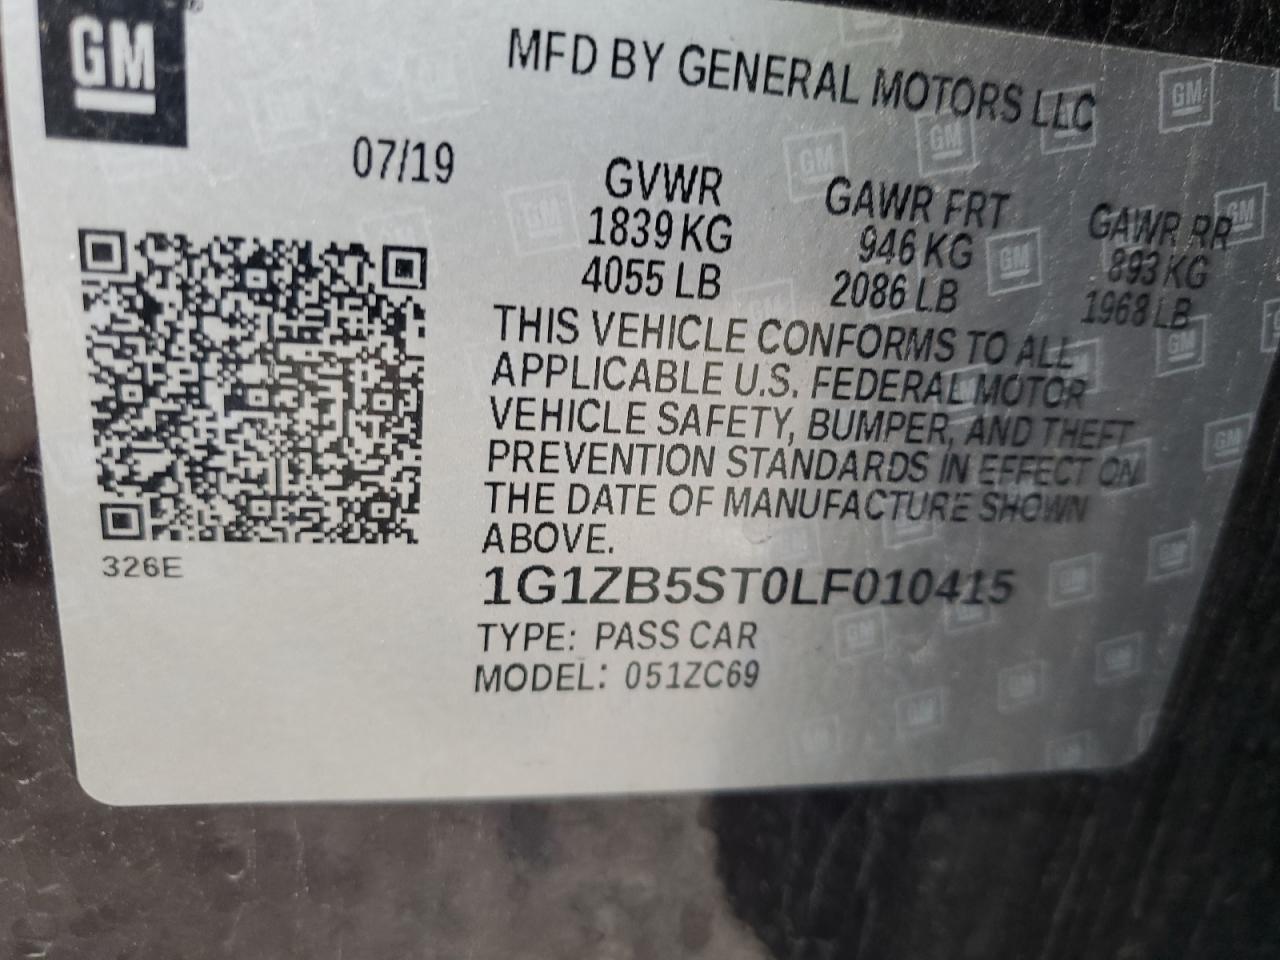 GM
MFD BY GENERAL MOTORS LLC
07/19
GVWR
1839 KG
4055 LB
GAWR FRT
946 KG
2086 LB
GAWR RR
893 KG
1968 LB
THIS VEHICLE CONFORMS TO ALL
APPLICABLE U.S. FEDERAL MOTOR
VEHICLE SAFETY, BUMPER, AND THEFT
PREVENTION STANDARDS IN EFFECT ON
THE DATE OF MANUFACTURE SHOWN
ABOVE.
326E
1G1ZB5ST0LF010415
TYPE: PASS CAR
MODEL: 051ZC69